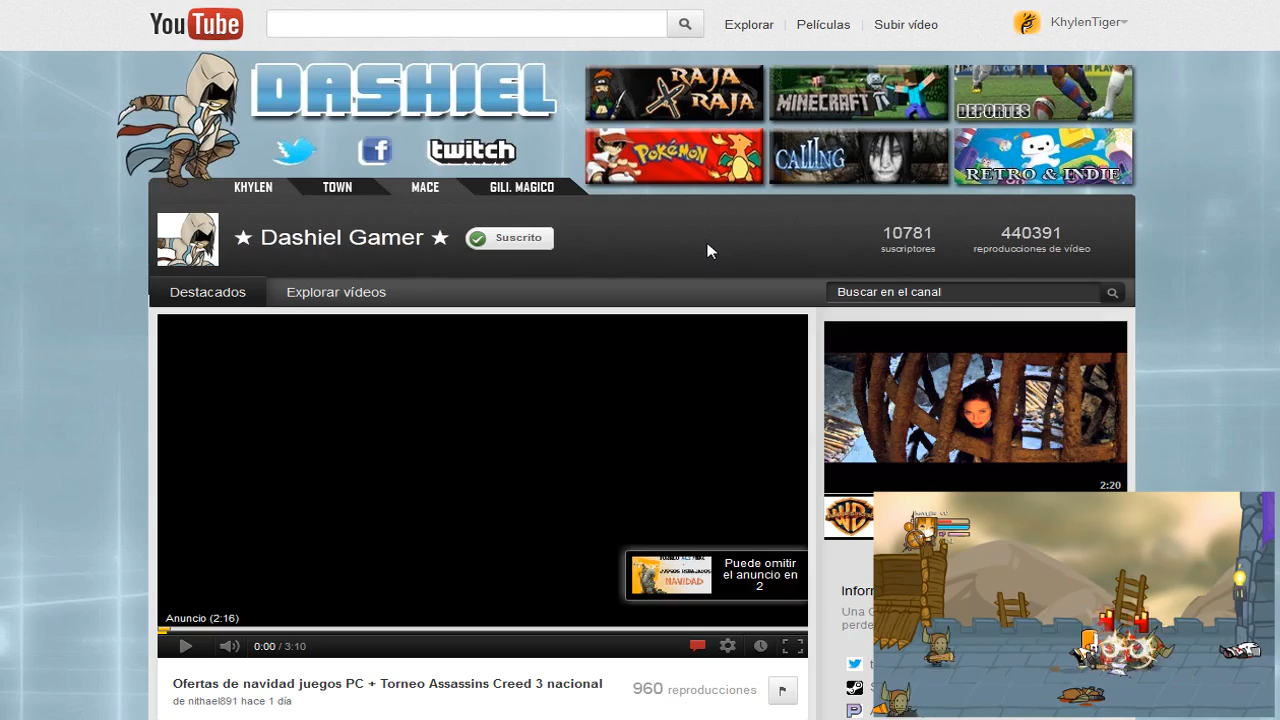 YouTube
Explorar
Películas
Subir vídeo
KhylenTiger
DASHIEL
RAJA
X RAJA
MINECRAFT
DEPORTES
twitch
POKÉMON
CALLING
RETRO & INDIE
KHYLEN
TOWN
MACE
GILI. MAGICO
★ Dashiel Gamer ★
Suscrito
10781
suscriptores
440391
reproducciones de vídeo
Destacados
Explorar vídeos
Buscar en el canal
2:20
Puede omitir
el anuncio en
2
NAVIDAD
Anuncio (2:16)
0:00 / 3:10
Infor
Una G
perde
Ofertas de navidad juegos PC + Torneo Assassins Creed 3 nacional
de nithael891 hace 1 día
960 reproducciones